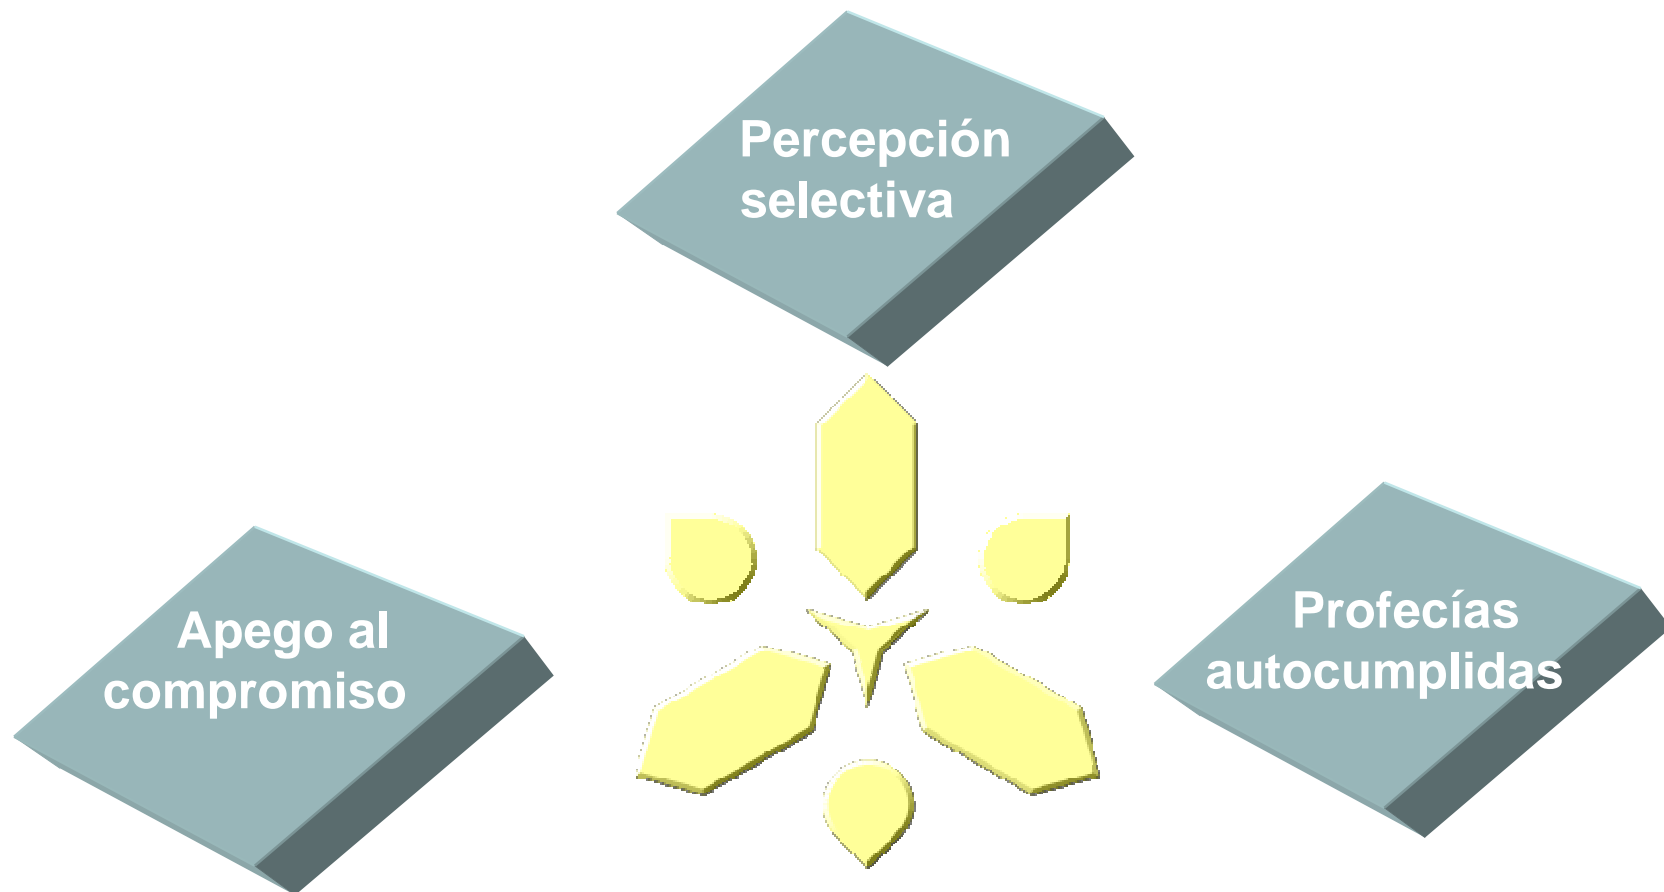 Percepción
selectiva
Apego al
compromiso
Profecías
autocumplidas